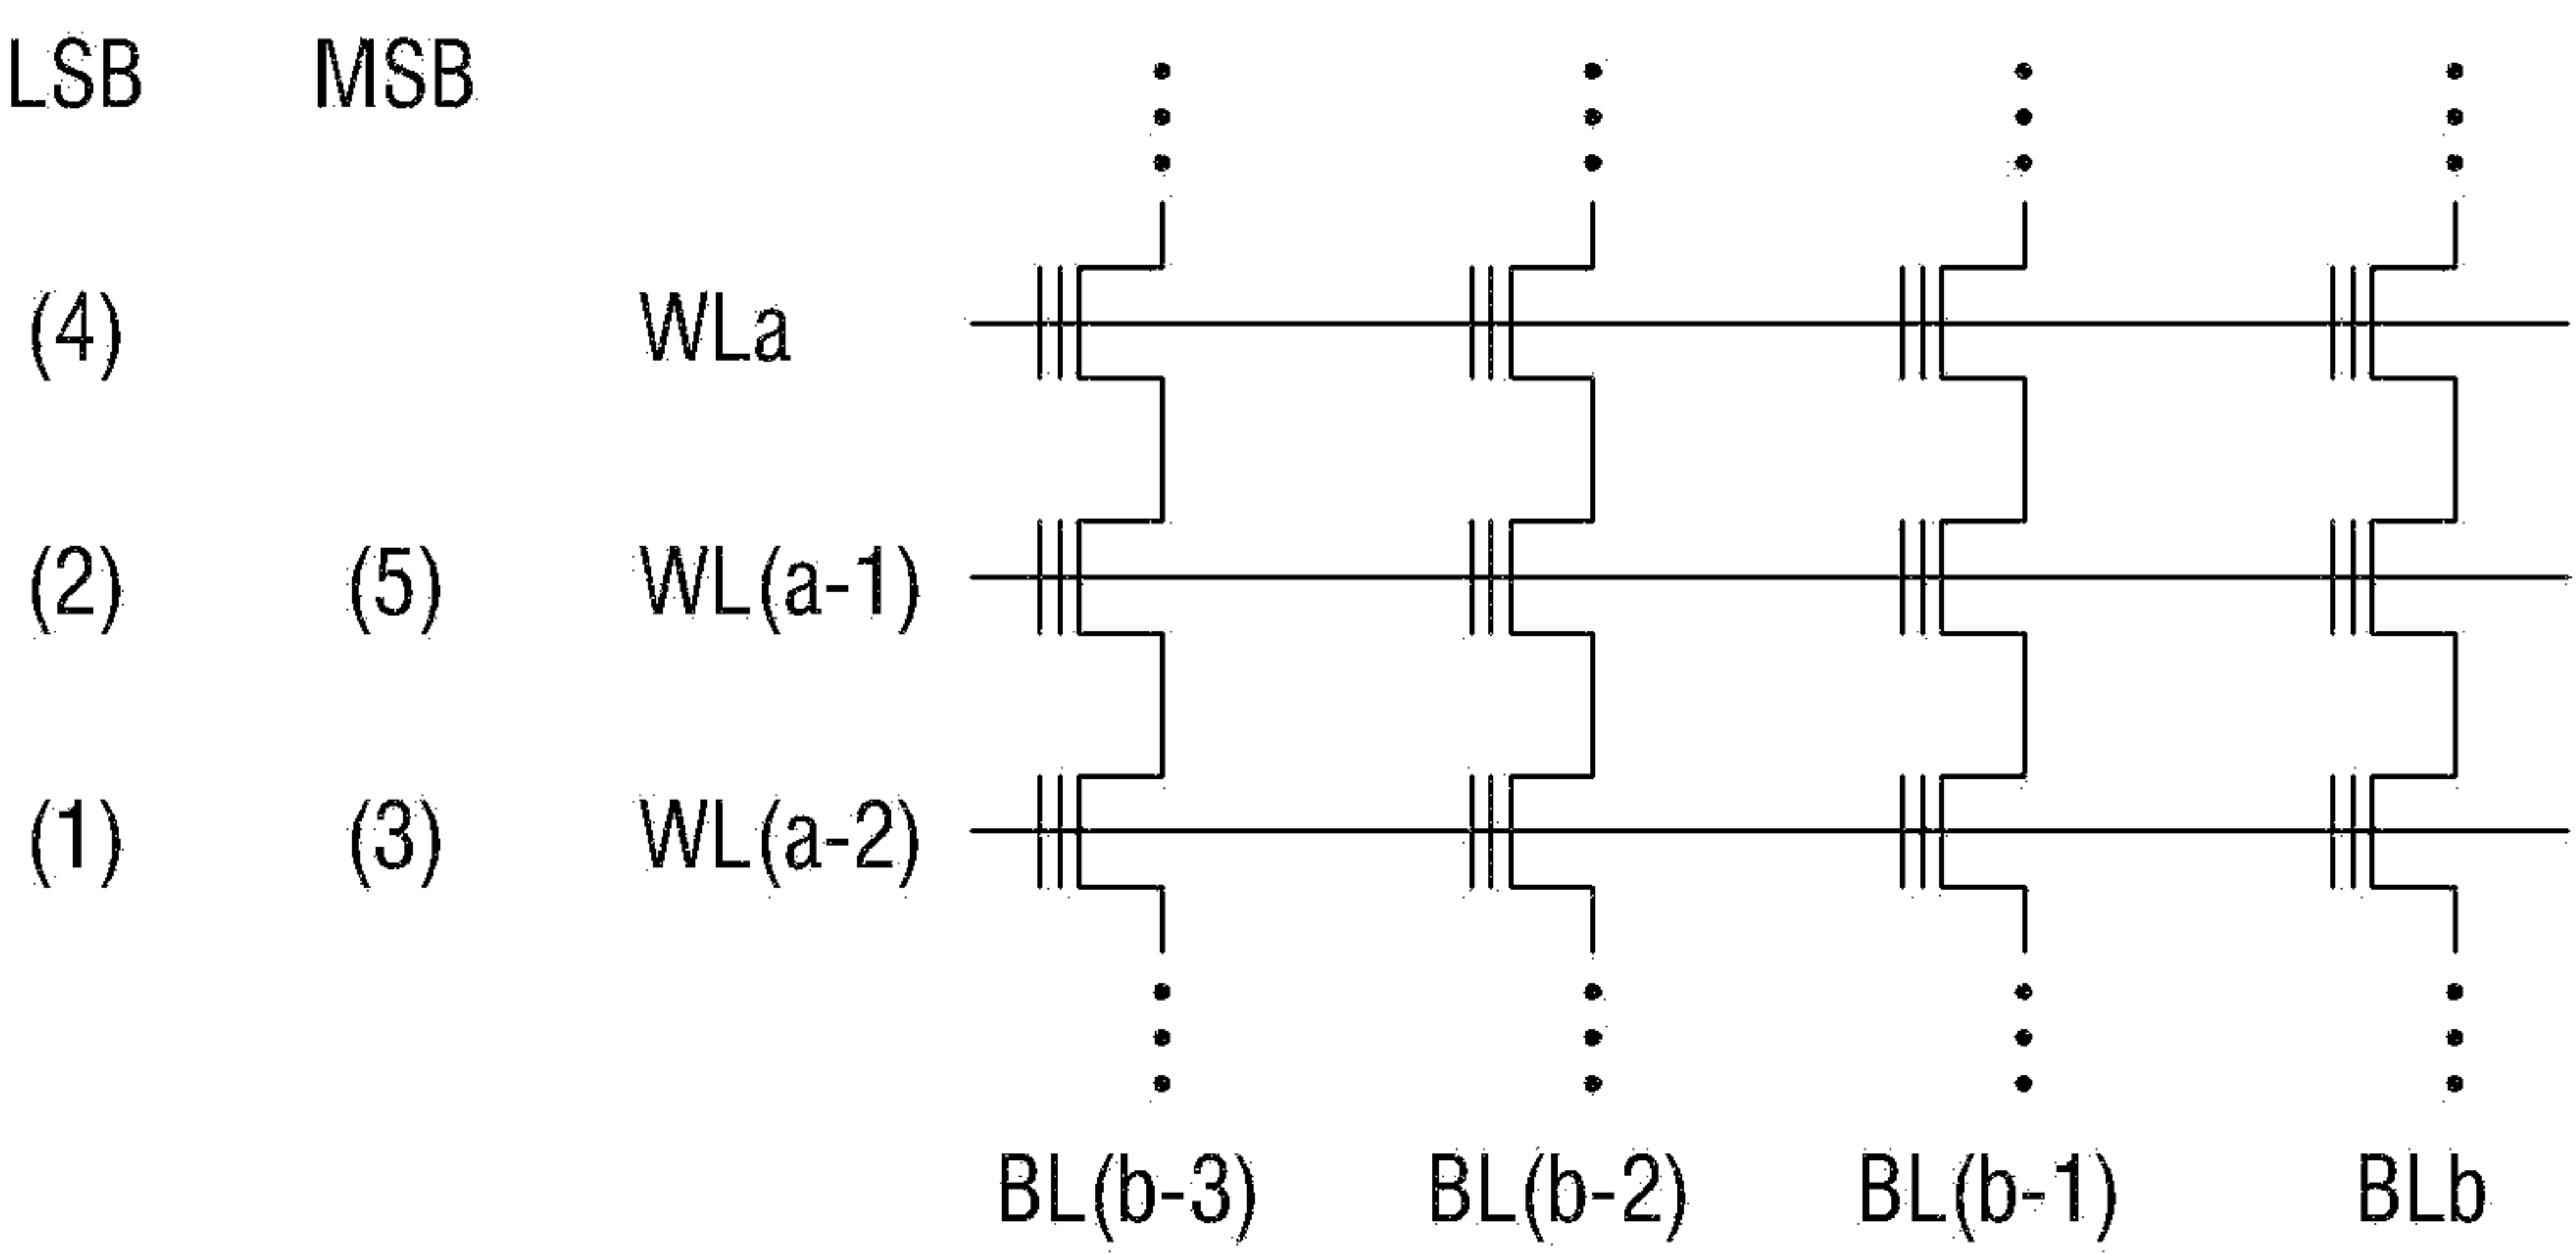 LSB MSB
(4) WLa
(2) (5) WL(a-1)
(1) (3) WL(a-2)
BL(b-3) BL(b-2) BL(b-1) BLb